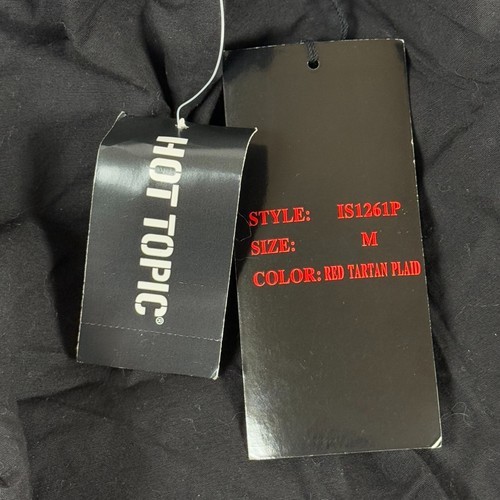 HOT TOPIC®
STYLE: IS1261P
SIZE: M
COLOR: RED TARTAN PLAID